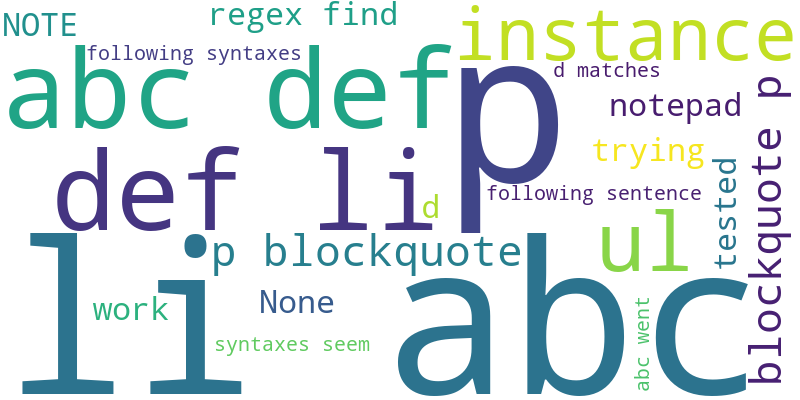 NOTE
regex find
instance
following syntaxes
abc def
p
d matches
notepad
blockquote p
trying
def li
tested
following sentence
d
ul
p blockquote
li abc
None
work
abc went
syntaxes seem